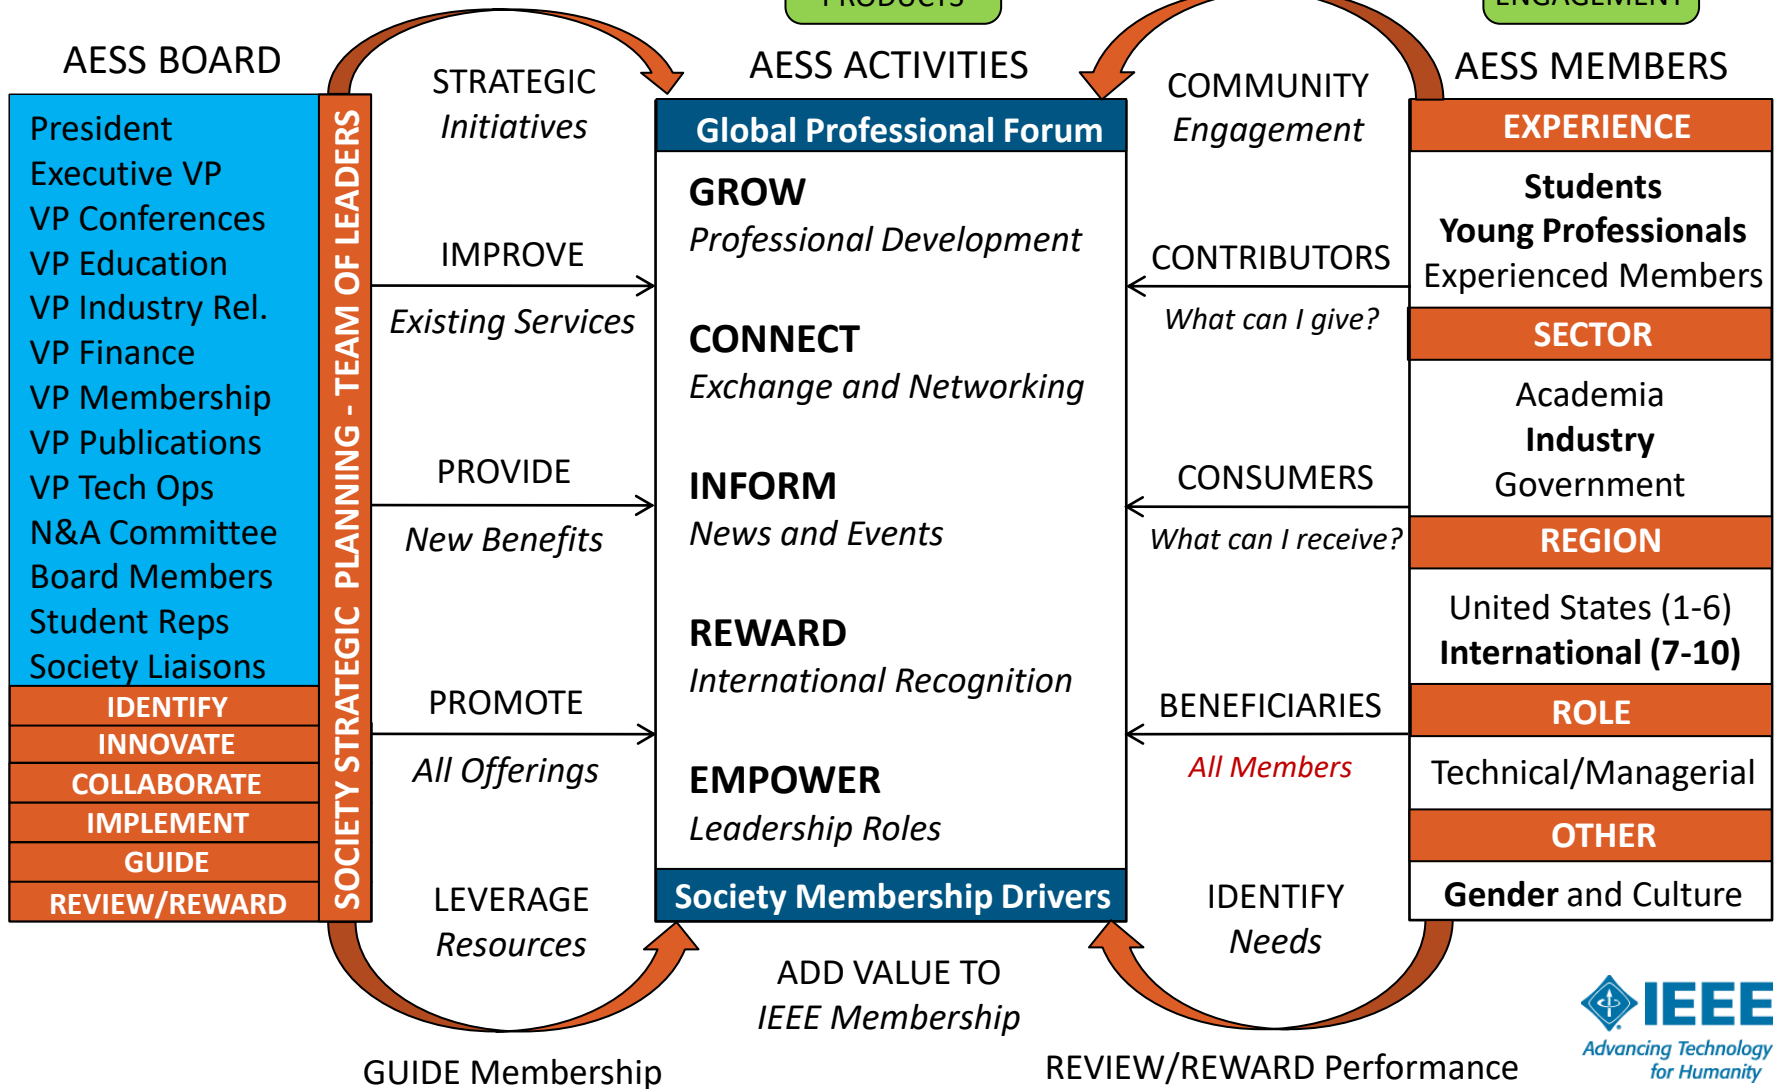 PRODUCTS
ENGAGEMENT
AESS BOARD
President
Executive VP
VP Conferences
VP Education
VP Industry Rel.
VP Finance
VP Membership
VP Publications
VP Tech Ops
N&A Committee
Board Members
Student Reps
Society Liaisons
IDENTIFY
INNOVATE
COLLABORATE
IMPLEMENT
GUIDE
REVIEW/REWARD
SOCIETY STRATEGIC PLANNING - TEAM OF LEADERS
STRATEGIC
Initiatives
IMPROVE
Existing Services
PROVIDE
New Benefits
PROMOTE
All Offerings
LEVERAGE
Resources
GUIDE Membership
AESS ACTIVITIES
Global Professional Forum
GROW
Professional Development
CONNECT
Exchange and Networking
INFORM
News and Events
REWARD
International Recognition
EMPOWER
Leadership Roles
Society Membership Drivers
ADD VALUE TO
IEEE Membership
COMMUNITY
Engagement
CONTRIBUTORS
What can I give?
CONSUMERS
What can I receive?
BENEFICIARIES
All Members
IDENTIFY
Needs
REVIEW/REWARD Performance
AESS MEMBERS
EXPERIENCE
Students
Young Professionals
Experienced Members
SECTOR
Academia
Industry
Government
REGION
United States (1-6)
International (7-10)
ROLE
Technical/Managerial
OTHER
Gender and Culture
IEEE
Advancing Technology
for Humanity